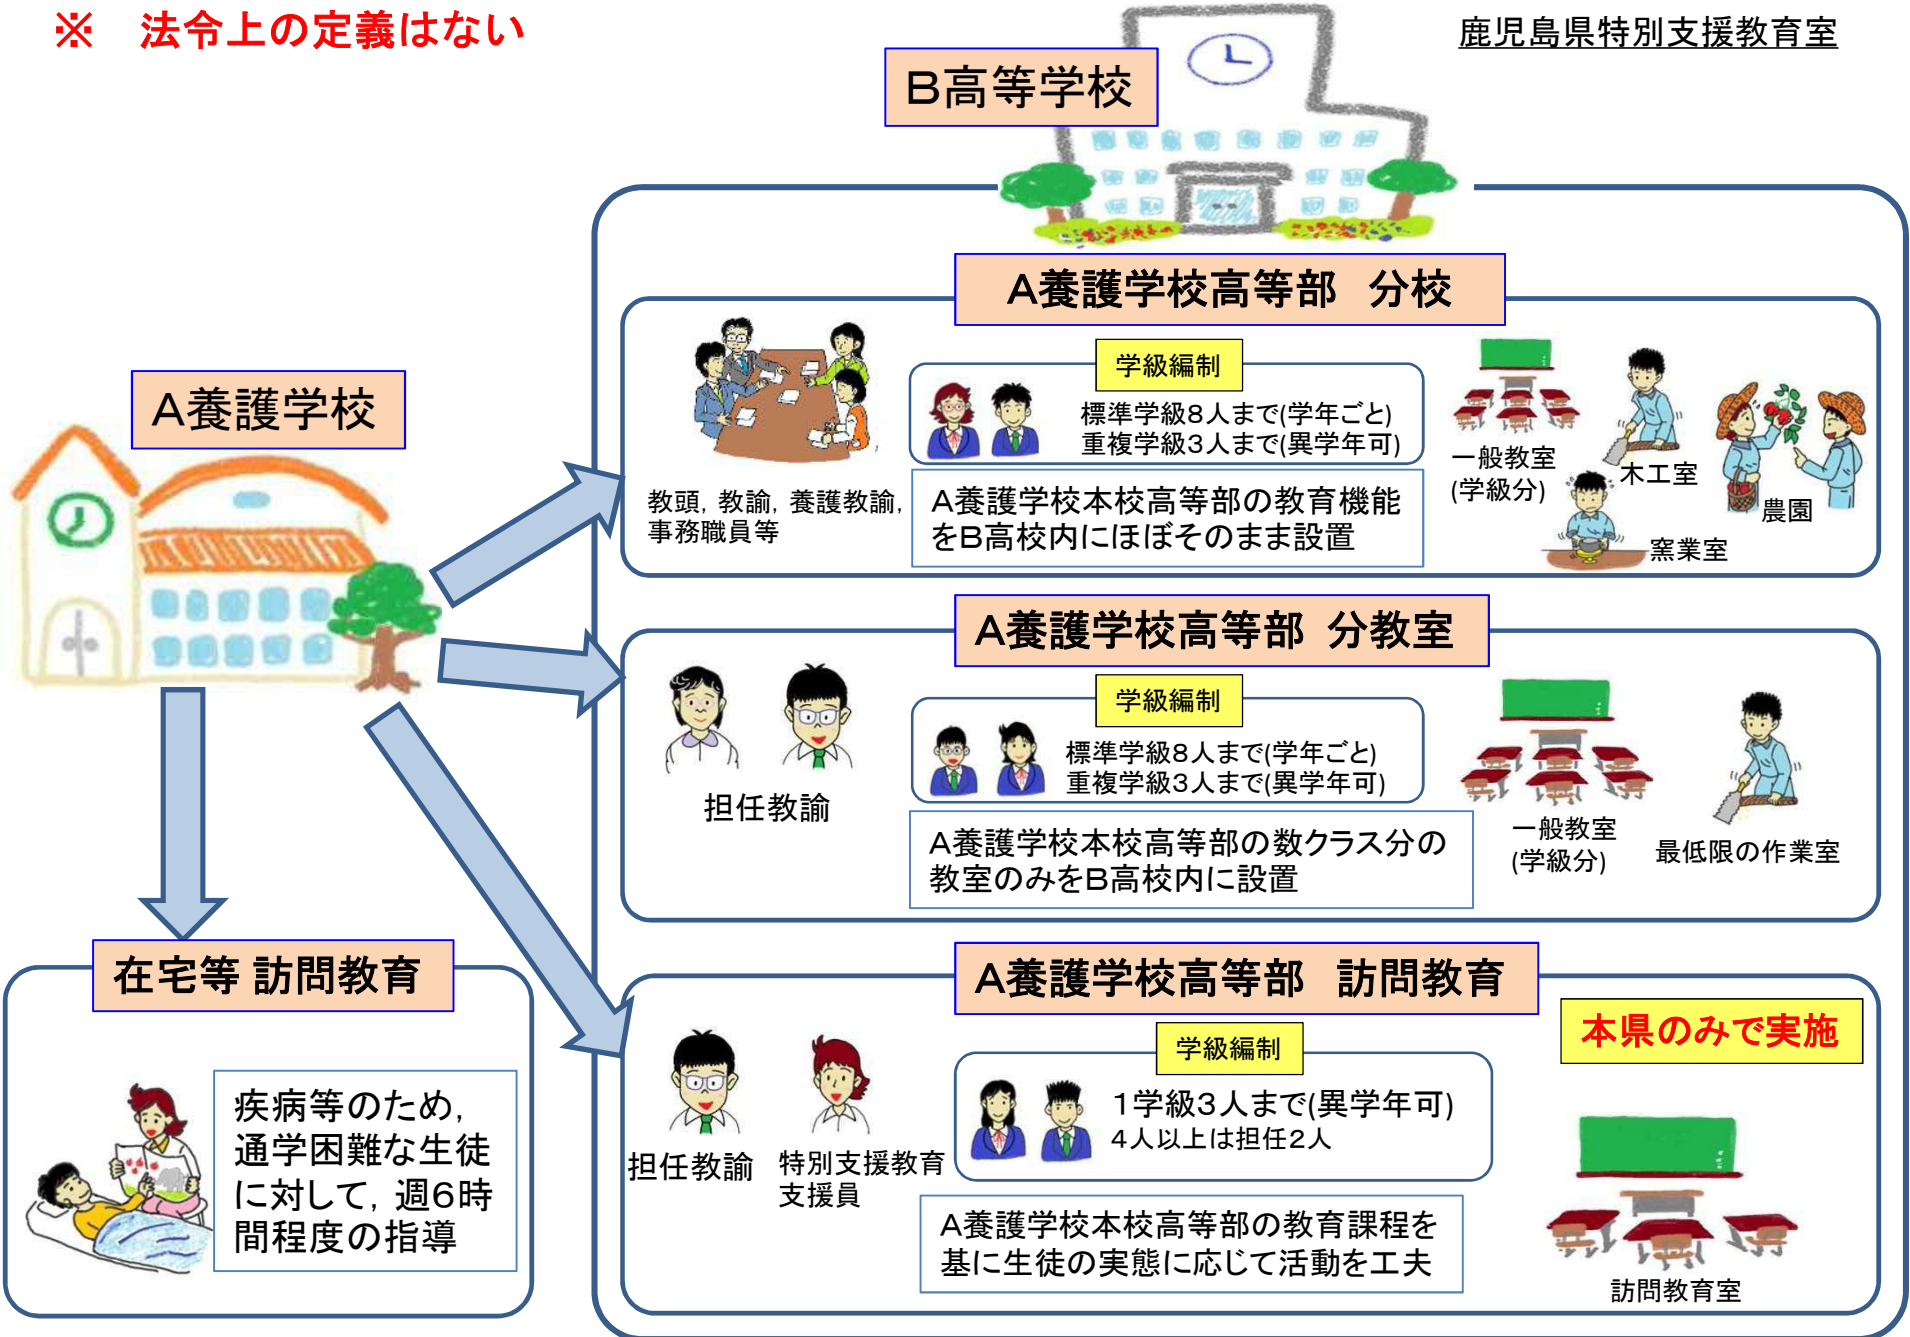 ※　法令上の定義はない
鹿児島県特別支援教育室
B高等学校
A養護学校
A養護学校高等部　分校
教頭，教諭，養護教諭，
事務職員等
学級編制
標準学級８人まで(学年ごと)
重複学級３人まで(異学年可)
A養護学校本校高等部の教育機能
をB高校内にほぼそのまま設置
一般教室
(学級分)
木工室
窯業室
農園
A養護学校高等部 分教室
担任教諭
学級編制
標準学級８人まで(学年ごと)
重複学級３人まで(異学年可)
A養護学校本校高等部の数クラス分の
教室のみをB高校内に設置
一般教室
(学級分)
最低限の作業室
在宅等 訪問教育
疾病等のため，
通学困難な生徒
に対して，週６時
間程度の指導
A養護学校高等部　訪問教育
本県のみで実施
担任教諭
特別支援教育
支援員
学級編制
１学級３人まで(異学年可)
４人以上は担任２人
A養護学校本校高等部の教育課程を
基に生徒の実態に応じて活動を工夫
訪問教育室